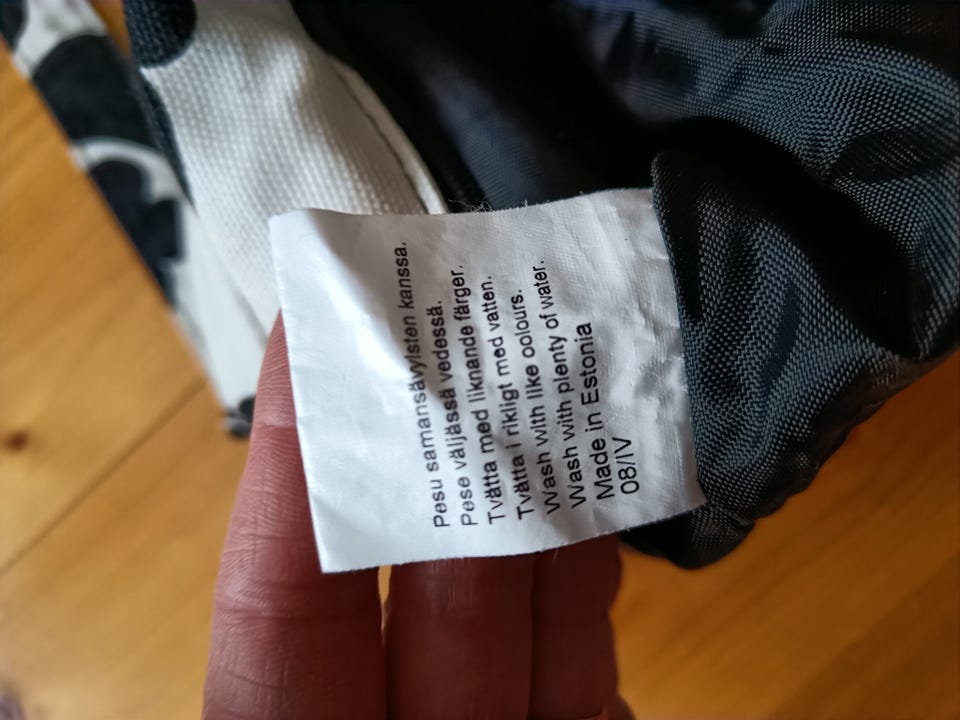 Pesu samansävyisten kanssa.
Pese väljässä vedessä.
Tvätta med liknande färger.
Tvätta i rikligt med vatten.
Wash with like oolours.
Wash with plenty of water.
Made in Estonia
08/IV